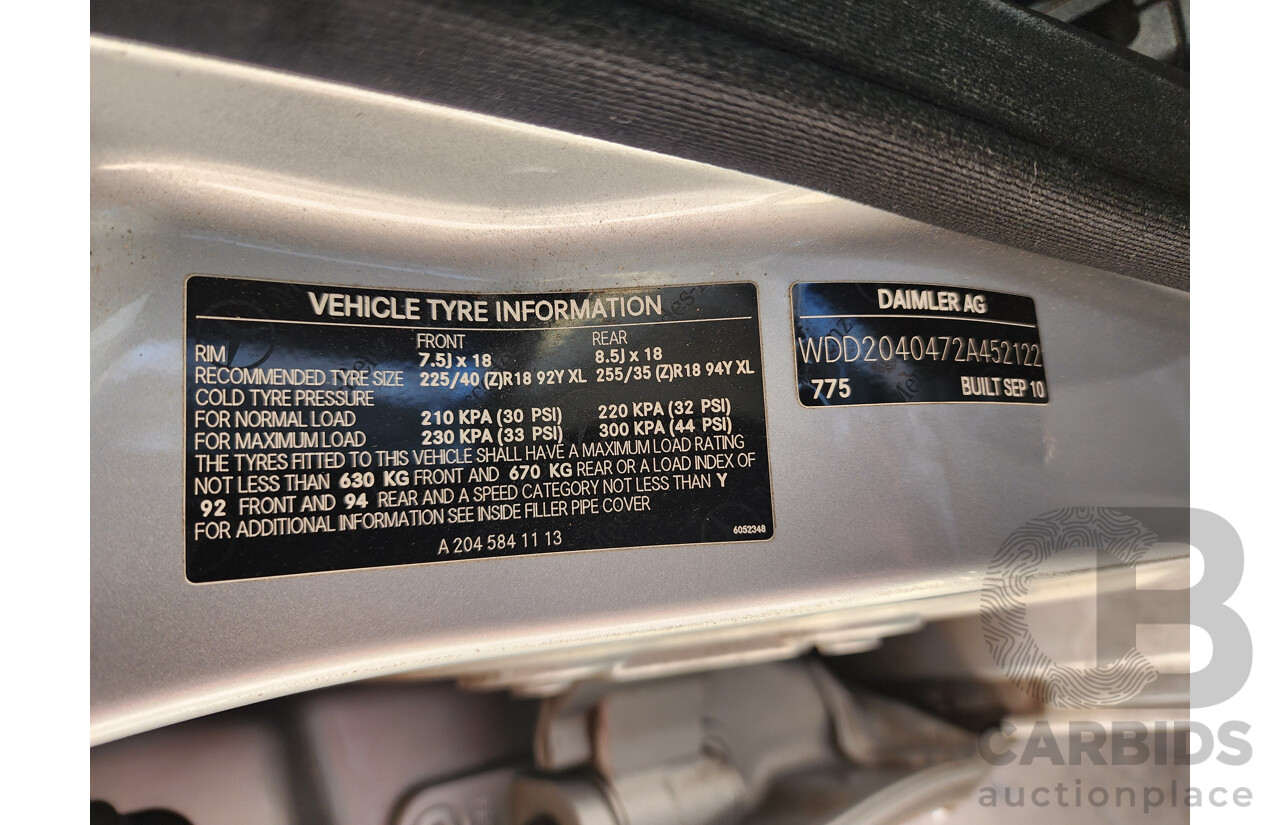 VEHICLE TYRE INFORMATION
FRONT REAR
RIM 7.5J x 18 8.5J x 18
RECOMMENDED TYRE SIZE 225/40 (Z)R18 92Y XL 255/35 (Z)R18 94Y XL
COLD TYRE PRESSURE
FOR NORMAL LOAD 210 KPA (30 PSI) 220 KPA (32 PSI)
FOR MAXIMUM LOAD 230 KPA (33 PSI) 300 KPA (44 PSI)
THE TYRES FITTED TO THIS VEHICLE SHALL HAVE A MAXIMUM LOAD RATING
NOT LESS THAN 630 KG FRONT AND 670 KG REAR OR A LOAD INDEX OF
92 FRONT AND 94 REAR AND A SPEED CATEGORY NOT LESS THAN Y
FOR ADDITIONAL INFORMATION SEE INSIDE FILLER PIPE COVER
A 204 584 11 13 6052348
DAIMLER AG
WDD2040472A452122
775 BUILT SEP 10
CB
CARBIDS
auctionplace